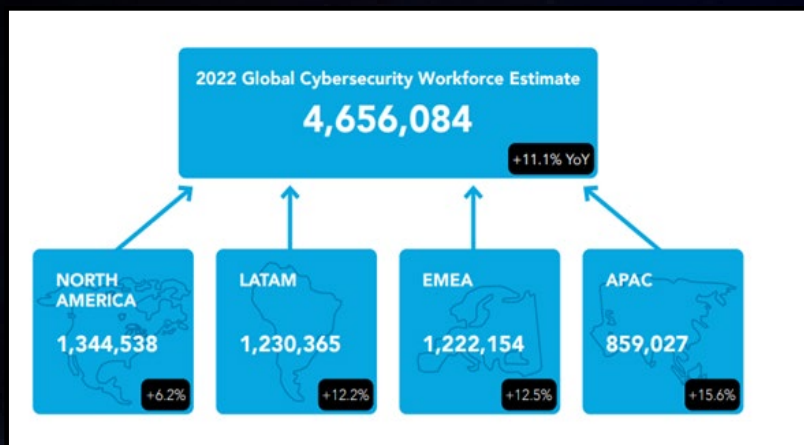 2022 Global Cybersecurity Workforce Estimate
4,656,084
+11.1% YoY
NORTH
AMERICA
1,344,538
+6.2%
LATAM
1,230,365
+12.2%
EMEA
1,222,154
+12.5%
APAC
859,027
+15.6%